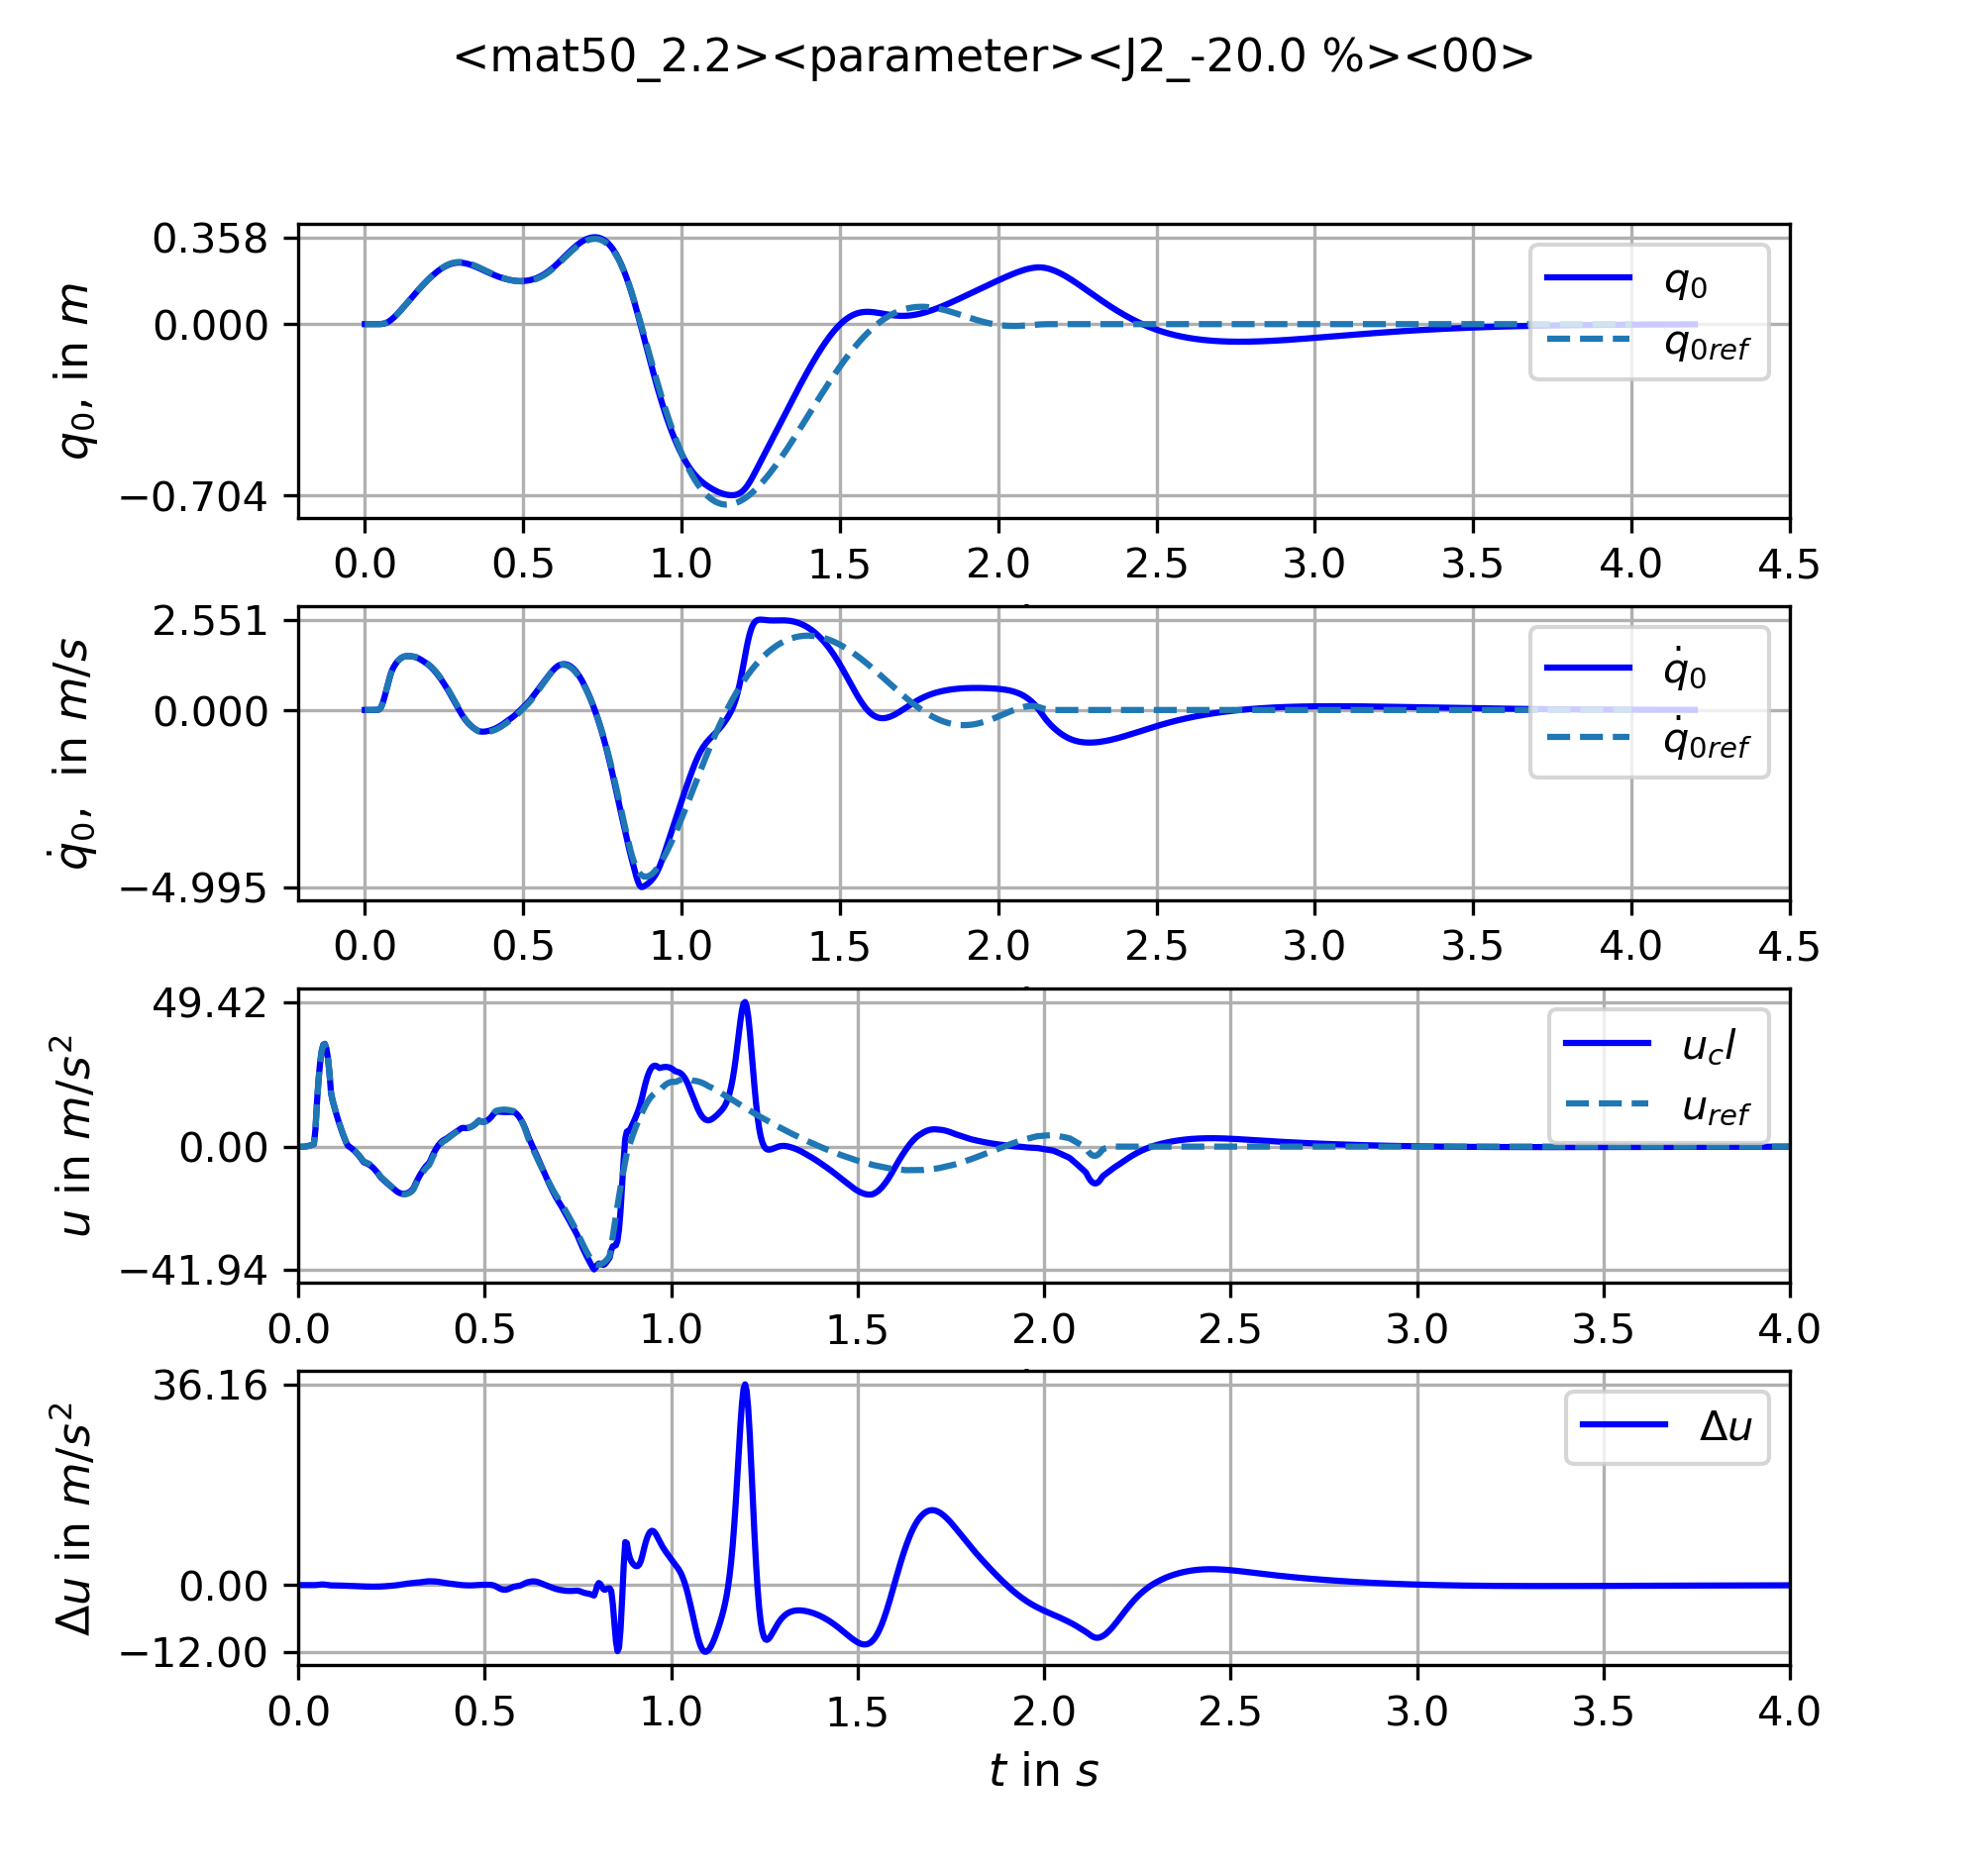 <mat50_2.2><parameter><J2_-20.0 %><00>
q₀, in m
0.358
0.000
−0.704
q₀
q₀ref
0.0 0.5 1.0 1.5 2.0 2.5 3.0 3.5 4.0 4.5
q̇₀, in m/s
2.551
0.000
−4.995
q̇₀
q̇₀ref
0.0 0.5 1.0 1.5 2.0 2.5 3.0 3.5 4.0 4.5
u in m/s²
49.42
0.00
−41.94
u_cl
u_ref
0.0 0.5 1.0 1.5 2.0 2.5 3.0 3.5 4.0
Δu in m/s²
36.16
0.00
−12.00
Δu
0.0 0.5 1.0 1.5 2.0 2.5 3.0 3.5 4.0
t in s